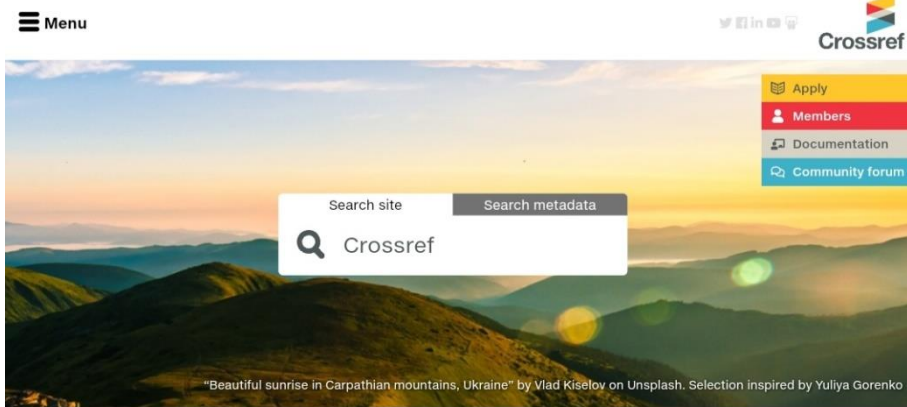 Menu
Crossref
Apply
Members
Documentation
Community forum
Search site Search metadata
Crossref
“Beautiful sunrise in Carpathian mountains, Ukraine” by Vlad Kiselov on Unsplash. Selection inspired by Yuliya Gorenko